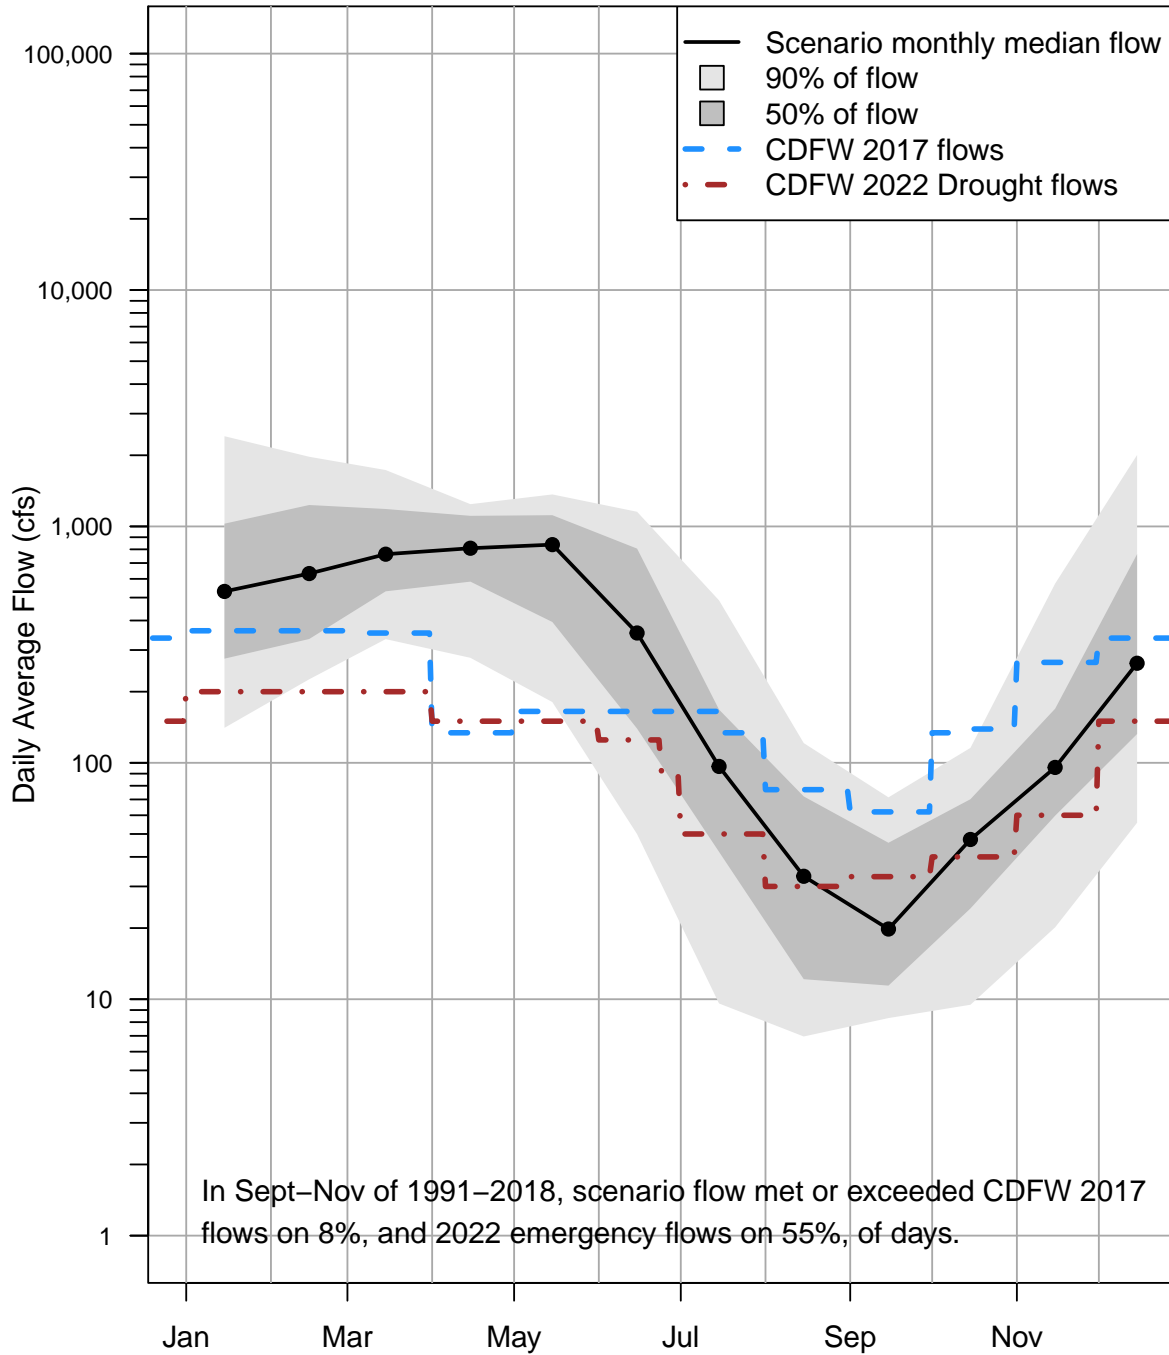 Scenario monthly median flow
90% of flow
50% of flow
CDFW 2017 flows
CDFW 2022 Drought flows
100,000
10,000
1,000
100
10
1
Daily Average Flow (cfs)
In Sept−Nov of 1991−2018, scenario flow met or exceeded CDFW 2017
flows on 8%, and 2022 emergency flows on 55%, of days.
Jan Mar May Jul Sep Nov